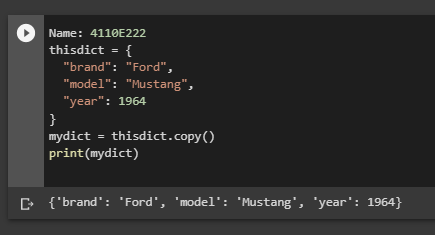 Name: 4110E222
thisdict = {
  "brand": "Ford",
  "model": "Mustang",
  "year": 1964
}
mydict = thisdict.copy()
print(mydict)
{'brand': 'Ford', 'model': 'Mustang', 'year': 1964}